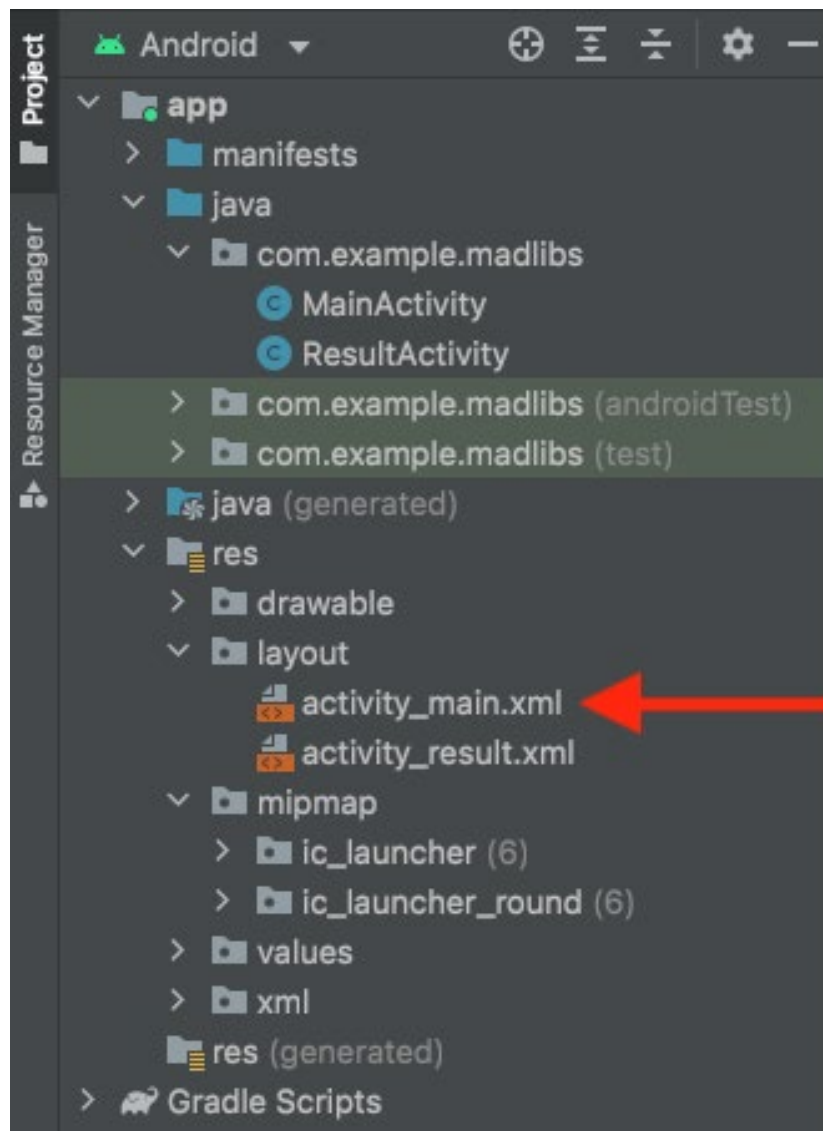 Project
Resource Manager
Android
app
manifests
java
com.example.madlibs
MainActivity
ResultActivity
com.example.madlibs (androidTest)
com.example.madlibs (test)
java (generated)
res
drawable
layout
activity_main.xml
activity_result.xml
mipmap
ic_launcher (6)
ic_launcher_round (6)
values
xml
res (generated)
Gradle Scripts